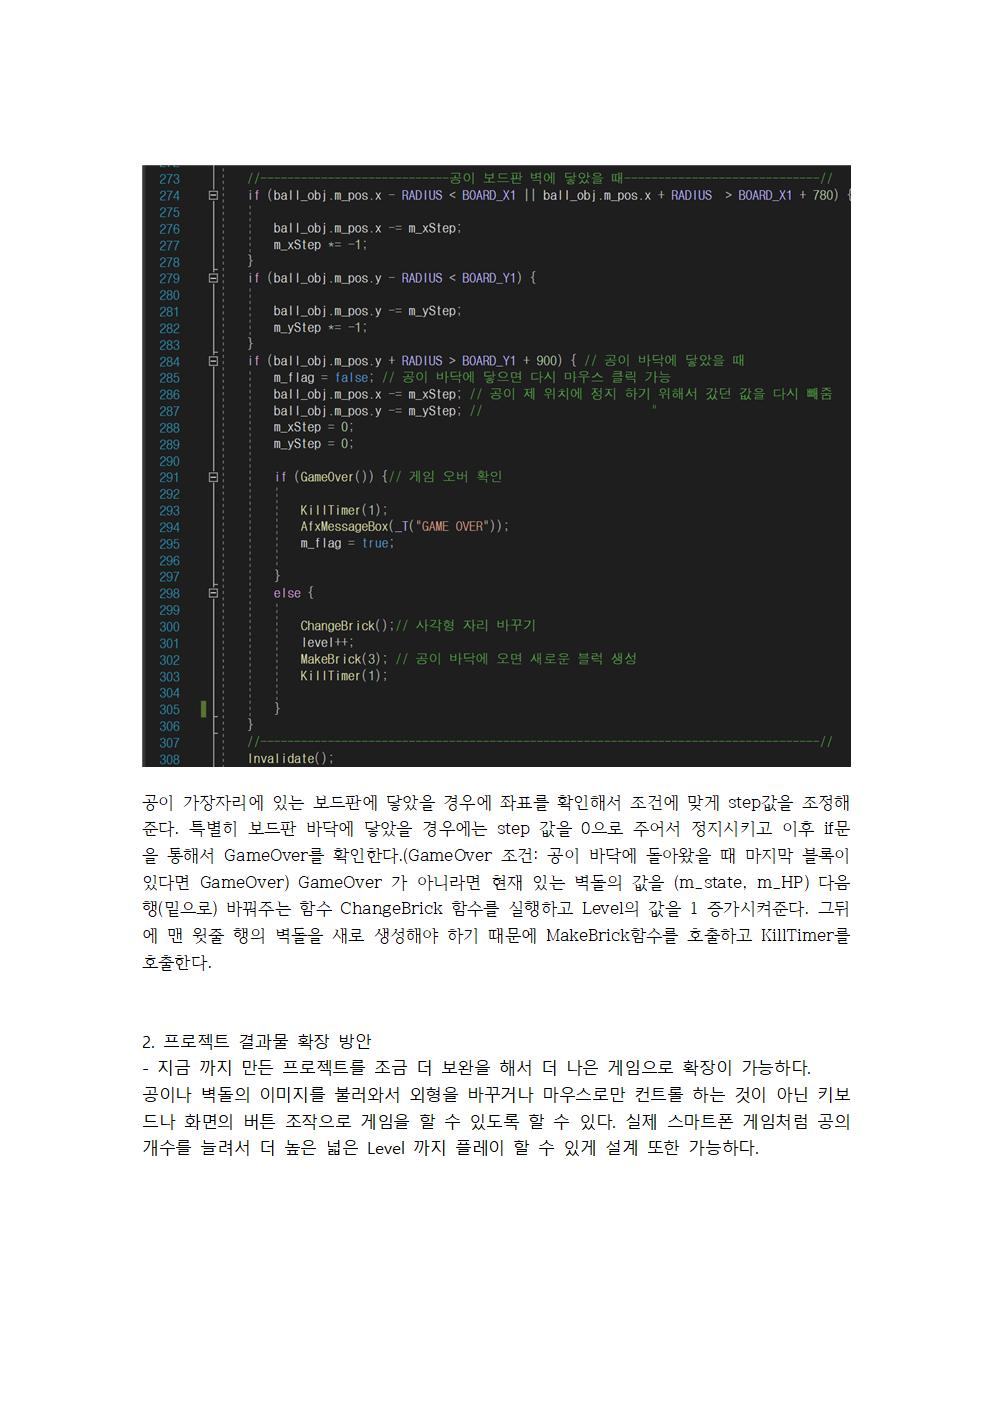 273 //----------------------------공이 보드판 벽에 닿았을 때-----------------------------//
274 if (ball_obj.m_pos.x - RADIUS < BOARD_X1 || ball_obj.m_pos.x + RADIUS  > BOARD_X1 + 780) {
275
276 ball_obj.m_pos.x -= m_xStep;
277 m_xStep *= -1;
278 }
279 if (ball_obj.m_pos.y - RADIUS < BOARD_Y1) {
280
281 ball_obj.m_pos.y -= m_yStep;
282 m_yStep *= -1;
283 }
284 if (ball_obj.m_pos.y + RADIUS > BOARD_Y1 + 900) { // 공이 바닥에 닿았을 때
285 m_flag = false; // 공이 바닥에 닿으면 다시 마우스 클릭 가능
286 ball_obj.m_pos.x -= m_xStep; // 공이 제 위치에 정지 하기 위해서 갔던 값을 다시 빼줌
287 ball_obj.m_pos.y -= m_yStep; // "
288 m_xStep = 0;
289 m_yStep = 0;
290
291 if (GameOver()) {// 게임 오버 확인
292
293 KillTimer(1);
294 AfxMessageBox(_T("GAME OVER"));
295 m_flag = true;
296
297 }
298 else {
299
300 ChangeBrick();// 사각형 자리 바꾸기
301 level++;
302 MakeBrick(3); // 공이 바닥에 오면 새로운 블럭 생성
303 KillTimer(1);
304
305 }
306 }
307 //-----------------------------------------------------------------------------------//
308 Invalidate();
공이 가장자리에 있는 보드판에 닿았을 경우에 좌표를 확인해서 조건에 맞게 step값을 조정해
준다. 특별히 보드판 바닥에 닿았을 경우에는 step 값을 0으로 주어서 정지시키고 이후 if문
을 통해서 GameOver를 확인한다.(GameOver 조건: 공이 바닥에 돌아왔을 때 마지막 블록이
있다면 GameOver) GameOver 가 아니라면 현재 있는 벽돌의 값을 (m_state, m_HP) 다음
행(밑으로) 바꿔주는 함수 ChangeBrick 함수를 실행하고 Level의 값을 1 증가시켜준다. 그뒤
에 맨 윗줄 행의 벽돌을 새로 생성해야 하기 때문에 MakeBrick함수를 호출하고 KillTimer를
호출한다.
2. 프로젝트 결과물 확장 방안
- 지금 까지 만든 프로젝트를 조금 더 보완을 해서 더 나은 게임으로 확장이 가능하다.
공이나 벽돌의 이미지를 불러와서 외형을 바꾸거나 마우스로만 컨트롤 하는 것이 아닌 키보
드나 화면의 버튼 조작으로 게임을 할 수 있도록 할 수 있다. 실제 스마트폰 게임처럼 공의
개수를 늘려서 더 높은 넓은 Level 까지 플레이 할 수 있게 설계 또한 가능하다.